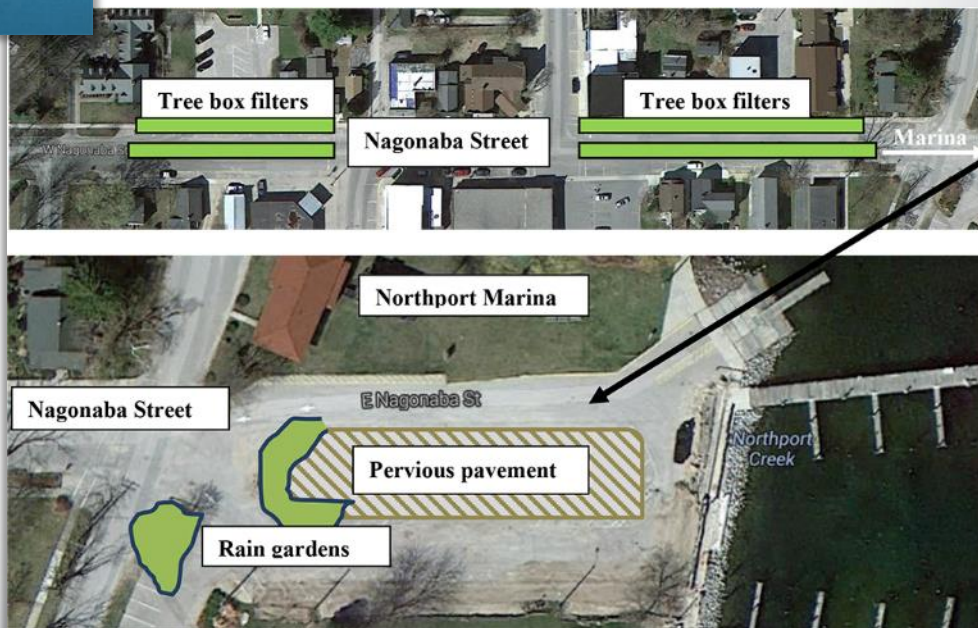 Tree box filters
Tree box filters
Nagonaba Street
Marina
W Nagonaba St
Northport Marina
E Nagonaba St
Nagonaba Street
Northport
Creek
Pervious pavement
Rain gardens